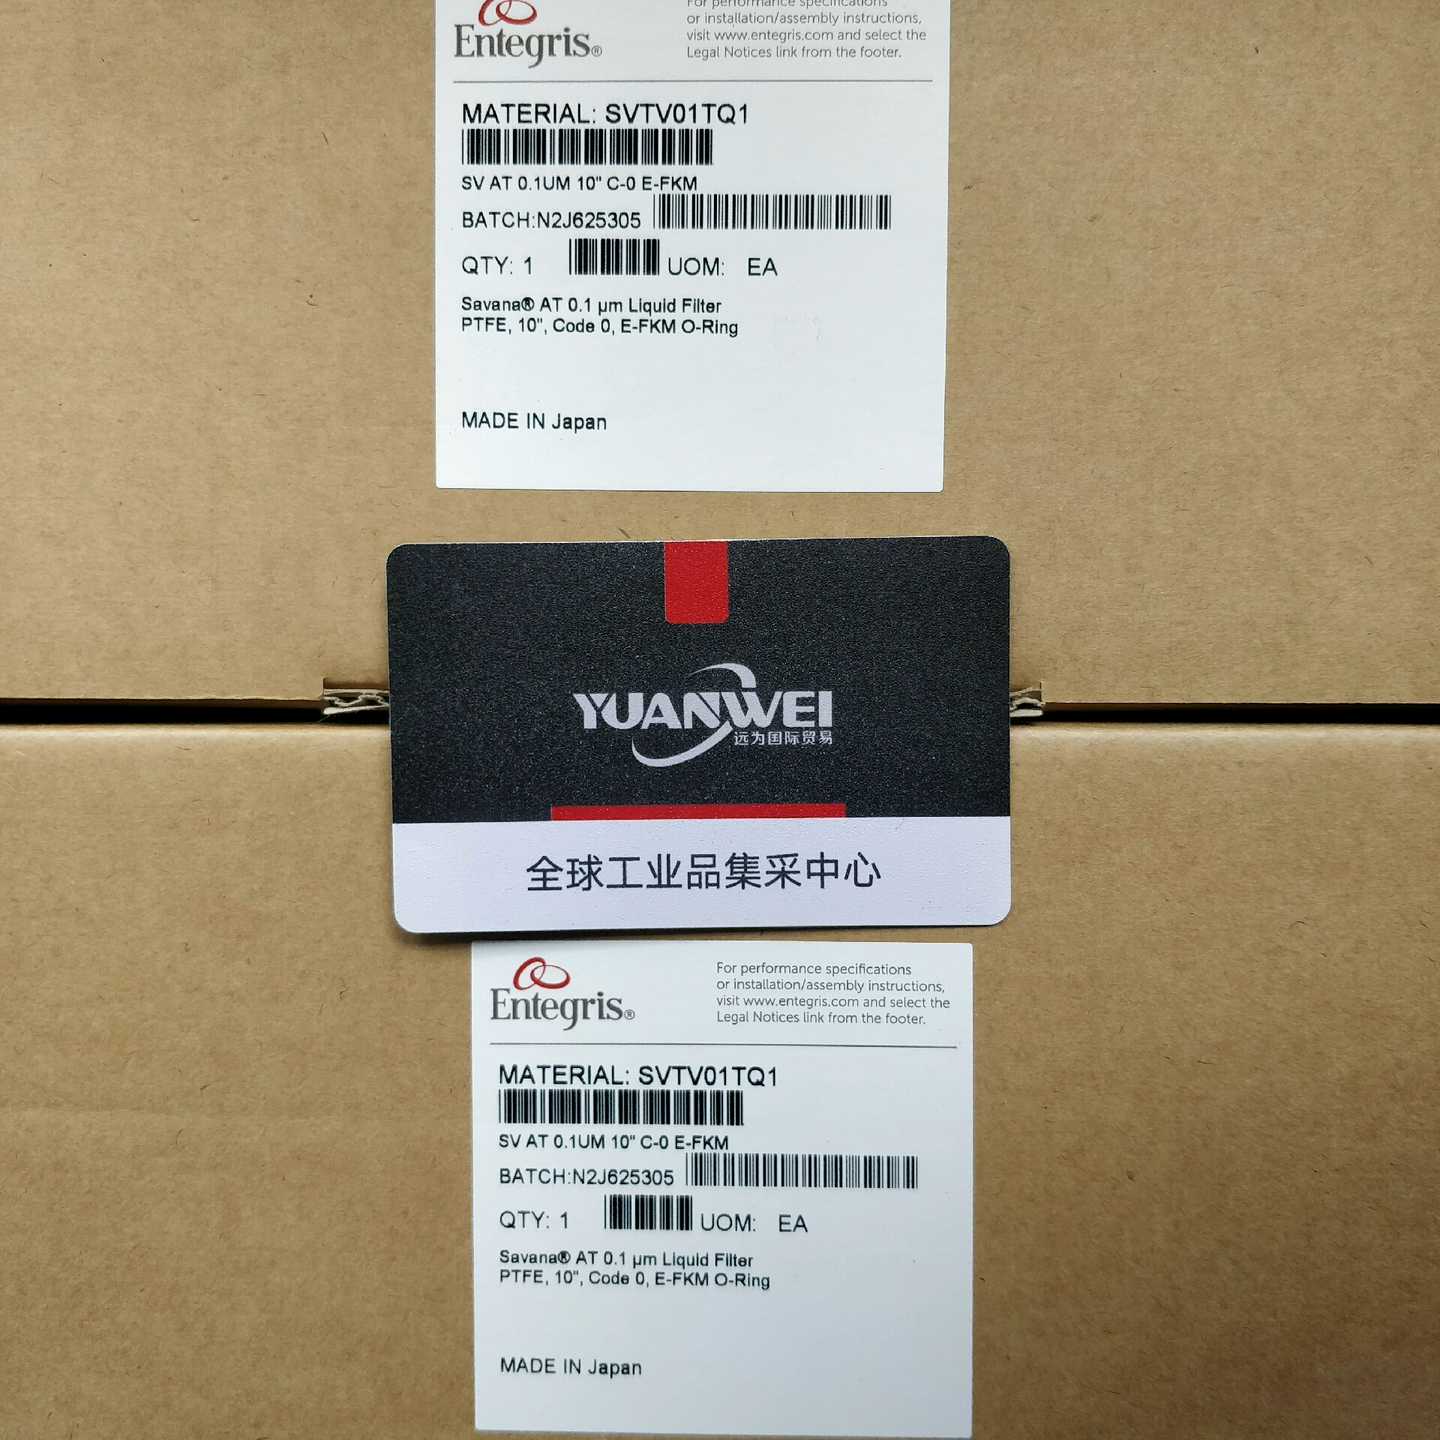 For performance specifications
or installation/assembly instructions,
visit www.entegris.com and select the
Legal Notices link from the footer.
Entegris®
MATERIAL: SVTV01TQ1
SV AT 0.1UM 10" C-0 E-FKM
BATCH:N2J625305
QTY: 1 UOM: EA
Savana® AT 0.1 µm Liquid Filter
PTFE, 10", Code 0, E-FKM O-Ring
MADE IN Japan
YUANWEI
远为国际贸易
全球工业品集采中心
Entegris®
For performance specifications
or installation/assembly instructions,
visit www.entegris.com and select the
Legal Notices link from the footer.
MATERIAL: SVTV01TQ1
SV AT 0.1UM 10" C-0 E-FKM
BATCH:N2J625305
QTY: 1 UOM: EA
Savana® AT 0.1 µm Liquid Filter
PTFE, 10", Code 0, E-FKM O-Ring
MADE IN Japan